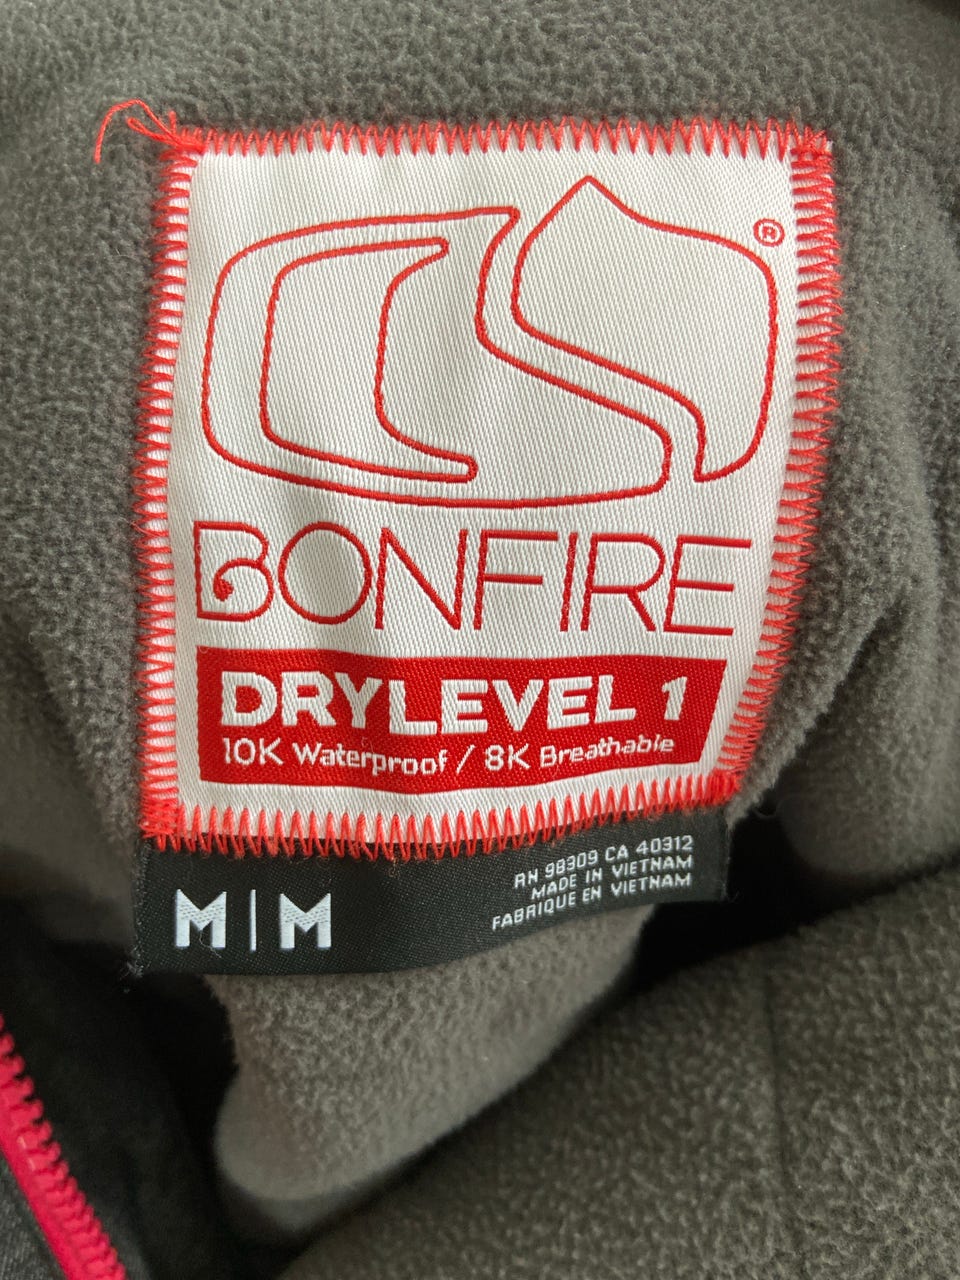 ®
BONFIRE
DRYLEVEL 1
10K Waterproof / 8K Breathable
M | M
RN 98309 CA 40312
MADE IN VIETNAM
FABRIQUE EN VIETNAM